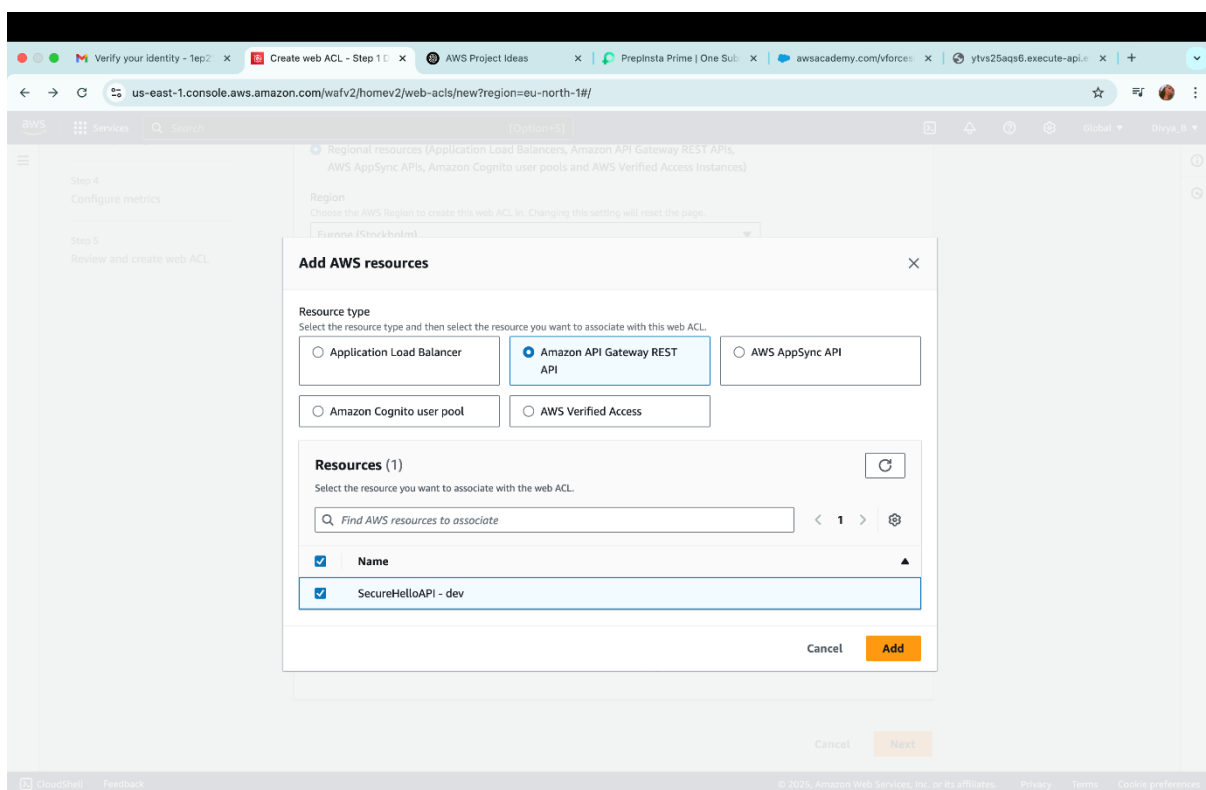 Verify your identity - 1ep2
Create web ACL - Step 1 D
AWS Project Ideas
PrepInsta Prime | One Sub
awsacademy.com/vforces
ytvs25aqs6.execute-api.e
us-east-1.console.aws.amazon.com/wafv2/homev2/web-acls/new?region=eu-north-1#/
aws
Services
Search
[Option+S]
Global
Divya_B
Step 4
Configure metrics
Step 5
Review and create web ACL
Regional resources (Application Load Balancers, Amazon API Gateway REST APIs,
AWS AppSync APIs, Amazon Cognito user pools and AWS Verified Access Instances)
Region
Choose the AWS Region to create this web ACL in. Changing this setting will reset the page.
Europe (Stockholm)
Add AWS resources
Resource type
Select the resource type and then select the resource you want to associate with this web ACL.
Application Load Balancer
Amazon API Gateway REST
API
AWS AppSync API
Amazon Cognito user pool
AWS Verified Access
Resources (1)
Select the resource you want to associate with the web ACL.
Find AWS resources to associate
1
Name
SecureHelloAPI - dev
Cancel
Add
Cancel
Next
CloudShell
Feedback
© 2025, Amazon Web Services, Inc. or its affiliates.
Privacy
Terms
Cookie preferences